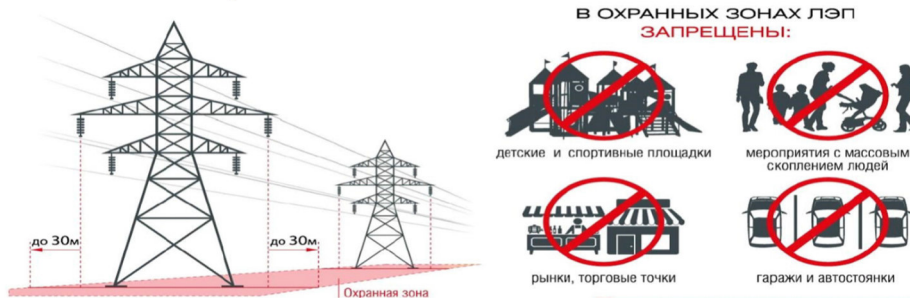 до 30м
до 30м
Охранная зона
В ОХРАННЫХ ЗОНАХ ЛЭП
ЗАПРЕЩЕНЫ:
детские и спортивные площадки
мероприятия с массовым
скоплением людей
рынки, торговые точки
гаражи и автостоянки